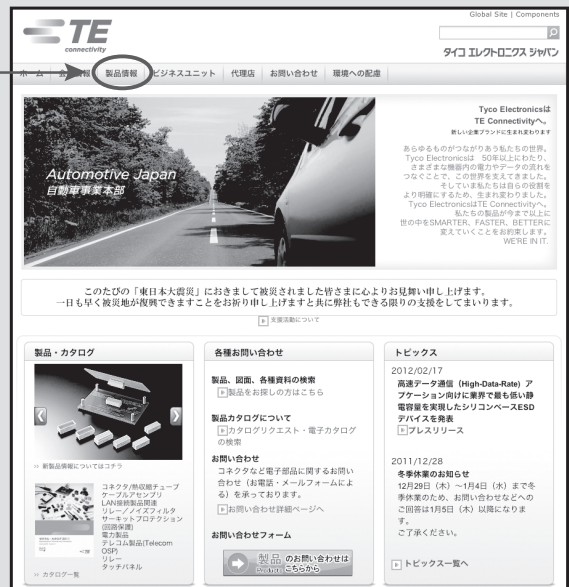 Global Site | Components
TE
connectivity
タイコ エレクトロニクス ジャパン
ホーム 会 情報 製品情報 ビジネスユニット 代理店 お問い合わせ 環境への配慮
Automotive Japan
自動車事業本部
Tyco Electronicsは
TE Connectivityへ。
新しい企業ブランドに生まれ変わります
あらゆるものがつながりあう私たちの世界。
Tyco Electronicsは 50年以上にわたり、
さまざまな機器内の電力やデータの流れを
つなぐことで、この世界を支えてきました。
そしていま私たちは自らの役割を
より明確にするため、生まれ変わりました。
Tyco ElectronicsはTE Connectivityへ。
私たちの製品が今まで以上に
世の中をSMARTER、FASTER、BETTERに
変えていくことをお約束します。
WE'RE IN IT.
このたびの「東日本大震災」におきまして被災されました皆さまに心よりお見舞い申し上げます。
一日も早く被災地が復興できますことをお祈り申し上げますと共に弊社もできる限りの支援をしてまいります。
支援活動について
製品・カタログ
›› 新製品情報についてはコチラ
コネクタ/熱収縮チューブ
ケーブルアセンブリ
LAN接続製品関連
リレー／ノイズフィルタ
サーキットプロテクション
(回路保護)
電力製品
テレコム製品(Telecom
OSP)
リレー
タッチパネル
›› カタログ一覧
各種お問い合わせ
製品、図面、各種資料の検索
製品をお探しの方はこちら
製品カタログについて
カタログリクエスト・電子カタログ
の検索
お問い合わせ
コネクタなど電子部品に関するお問い
合わせ（お電話・メールフォームによ
る）を承っております。
お問い合わせ詳細ページへ
お問い合わせフォーム
製品 のお問い合わせは
Products こちらから
トピックス
2012/02/17
高速データ通信（High-Data-Rate）ア
プケーション向けに業界で最も低い静
電容量を実現したシリコンベースESD
デバイスを発表
プレスリリース
2011/12/28
冬季休業のお知らせ
12月29日（木）～1月4日（水）まで冬
季休業のため、お問い合わせなどへの
ご回答は1月5日（木）以降になりま
す。
ご了承ください。
トピックス一覧へ